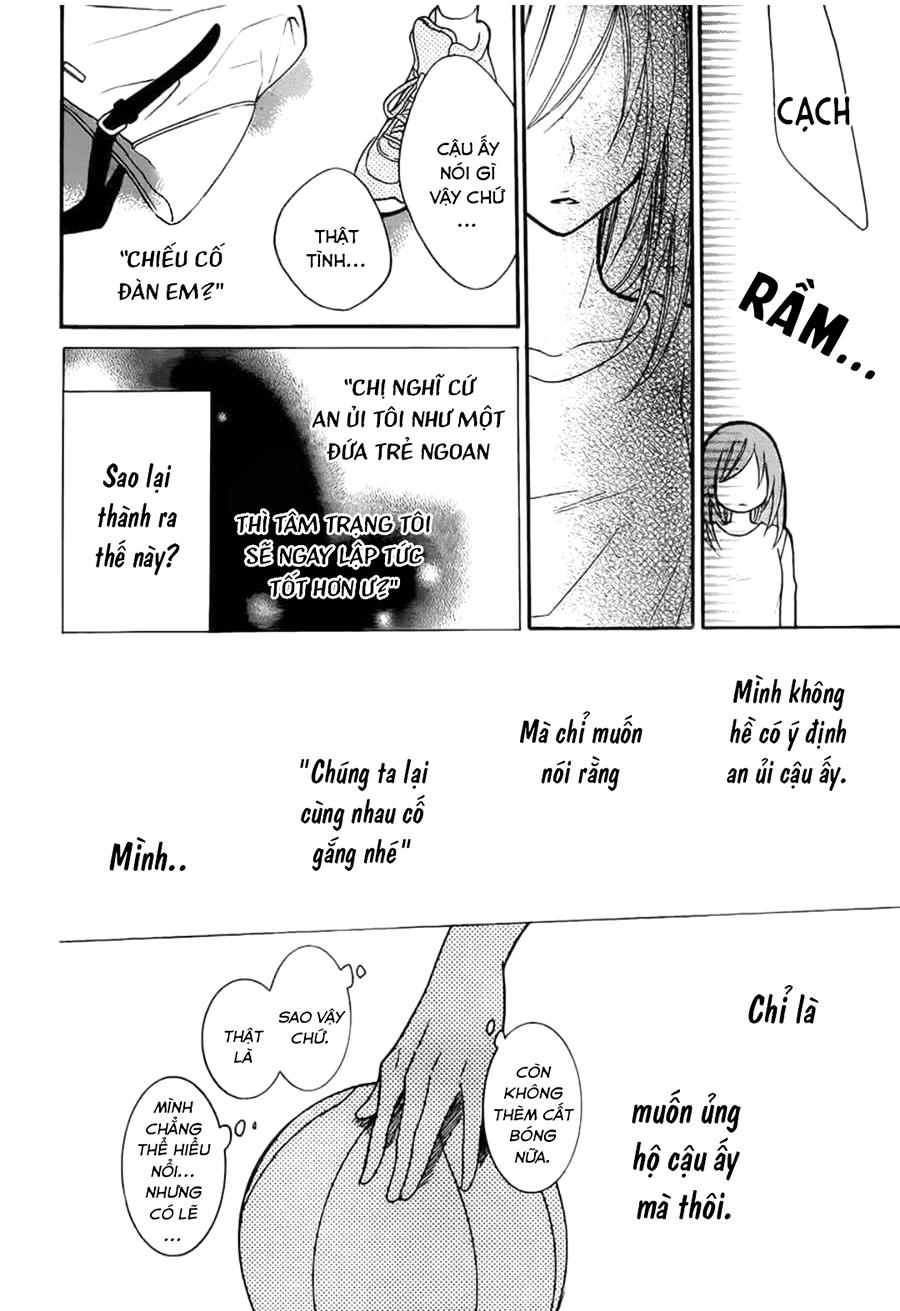 CẠCH
RẦM...
CẬU ẤY
NÓI GÌ
VẬY CHỨ
...
THẬT
TÌNH...
"CHIẾU CỐ
ĐÀN EM?"
"CHỊ NGHĨ CỨ
AN ỦI TÔI NHƯ MỘT
ĐỨA TRẺ NGOAN
THÌ TÂM TRẠNG TÔI
SẼ NGAY LẬP TỨC
TỐT HƠN Ư?"
Sao lại
thành ra
thế này?
Mình không
hề có ý định
an ủi cậu ấy.
Mà chỉ muốn
nói rằng
"Chúng ta lại
cùng nhau cố
gắng nhé"
Mình..
Chỉ là
muốn ủng
hộ cậu ấy
mà thôi.
CÒN
KHÔNG
THÈM CẤT
BÓNG
NỮA.
SAO VẬY
CHỨ.
THẬT
LÀ
MÌNH
CHẲNG
THỂ HIỂU
NỔI...
NHƯNG
CÓ LẼ
...